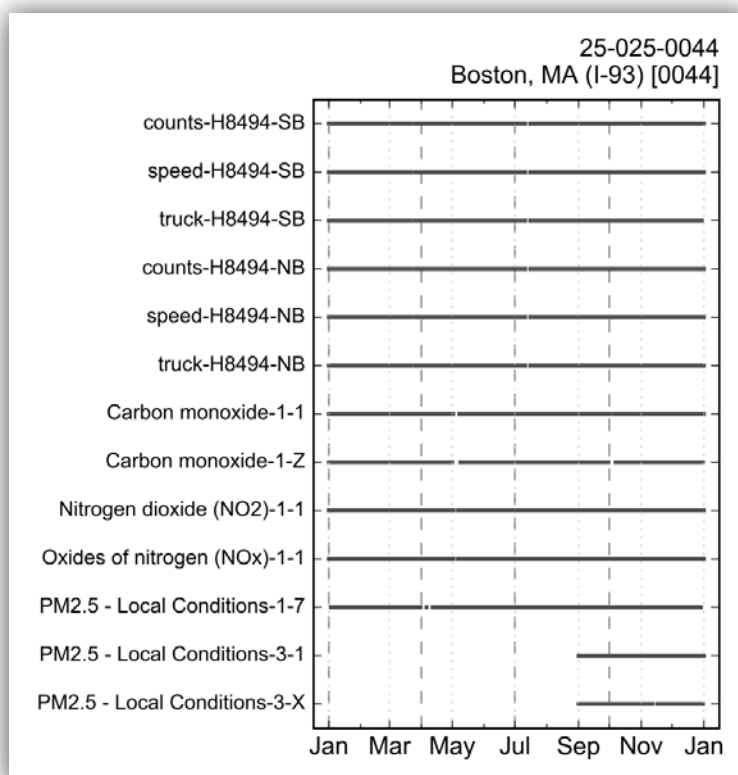 25-025-0044
Boston, MA (I-93) [0044]
counts-H8494-SB
speed-H8494-SB
truck-H8494-SB
counts-H8494-NB
speed-H8494-NB
truck-H8494-NB
Carbon monoxide-1-1
Carbon monoxide-1-Z
Nitrogen dioxide (NO2)-1-1
Oxides of nitrogen (NOx)-1-1
PM2.5 - Local Conditions-1-7
PM2.5 - Local Conditions-3-1
PM2.5 - Local Conditions-3-X
Jan Mar May Jul Sep Nov Jan